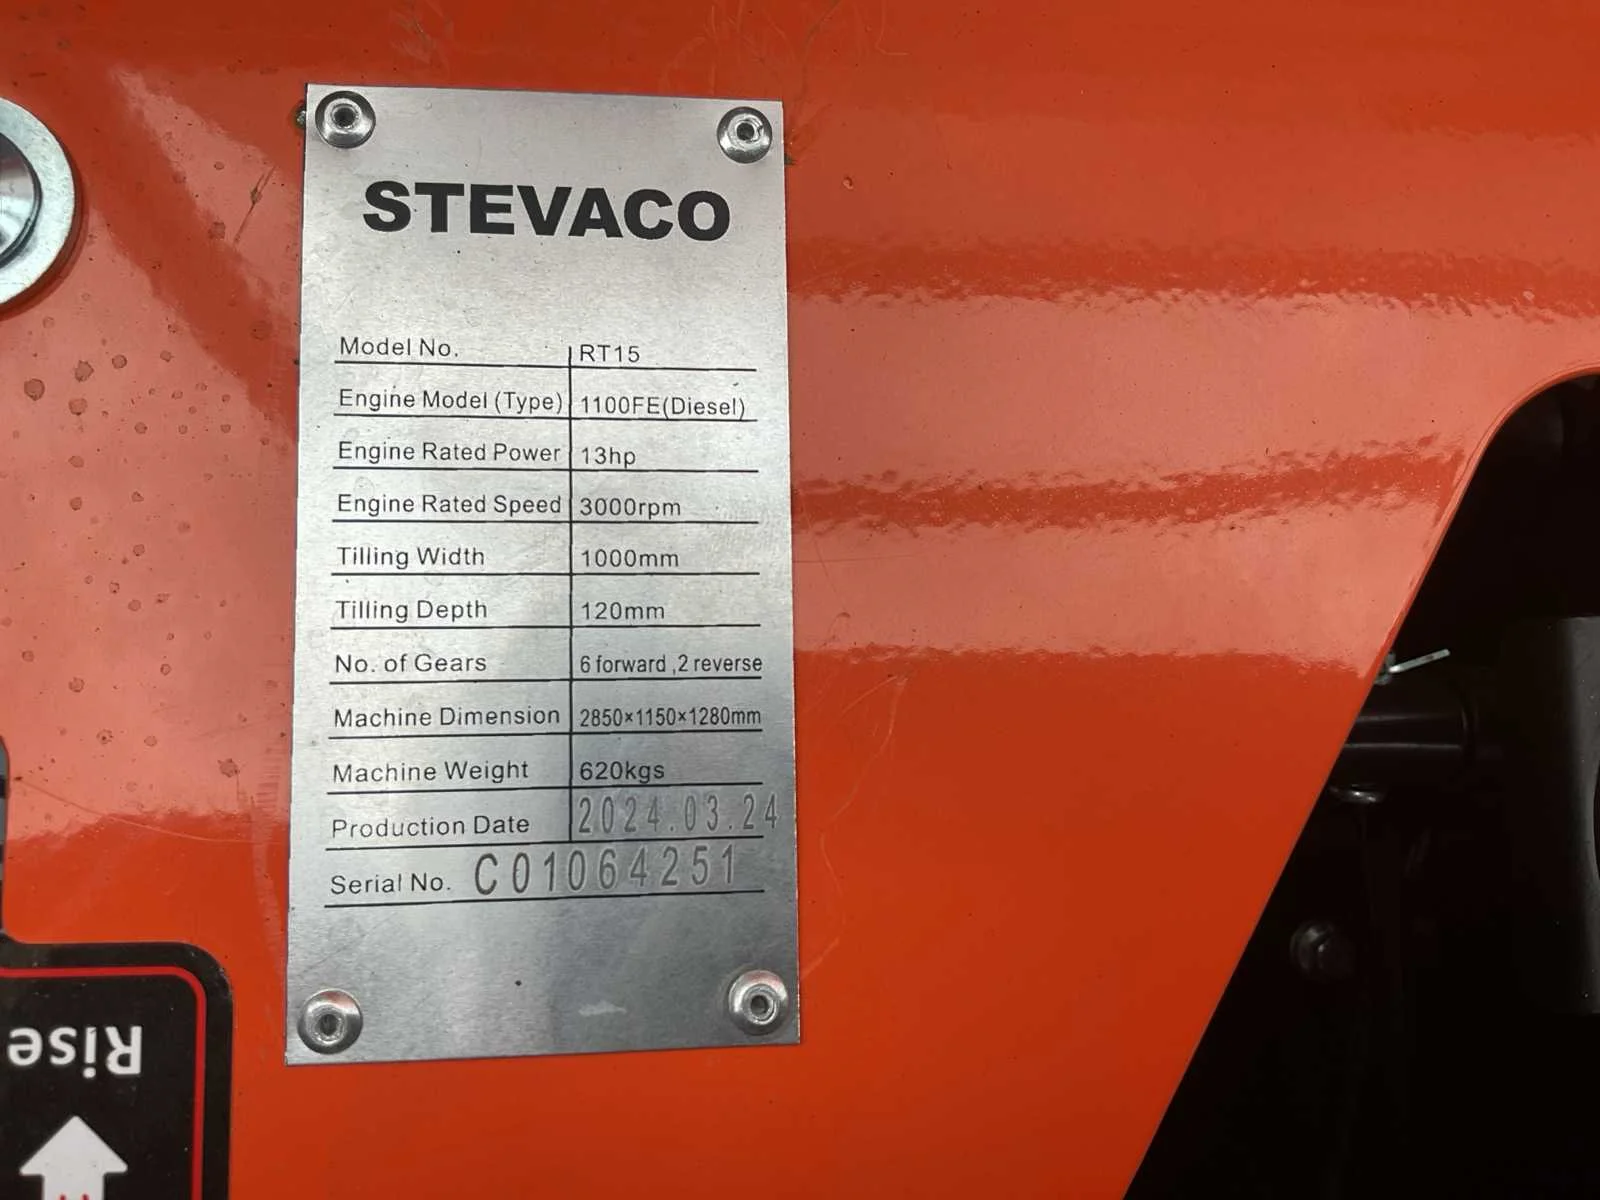 STEVACO
Model No. RT15
Engine Model (Type) 1100FE(Diesel)
Engine Rated Power 13hp
Engine Rated Speed 3000rpm
Tilling Width 1000mm
Tilling Depth 120mm
No. of Gears 6 forward ,2 reverse
Machine Dimension 2850×1150×1280mm
Machine Weight 620kgs
Production Date 2024.03.24
Serial No. C01064251
Rise